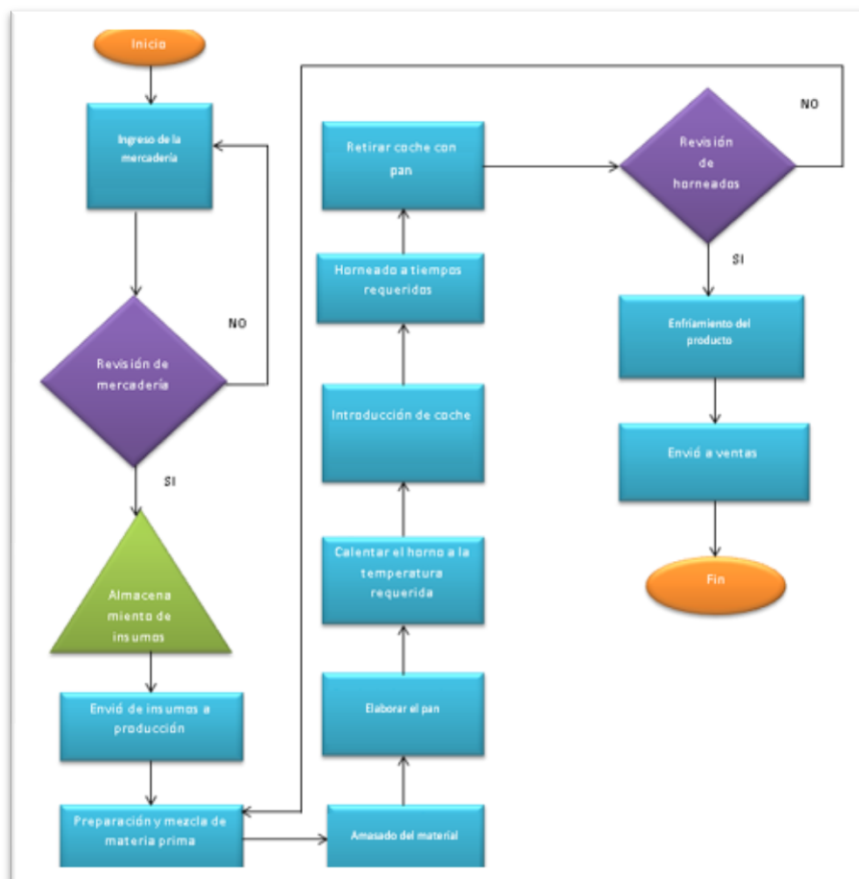 Inicio
Ingreso de la
mercadería
NO
Revisión de
mercadería
SI
Almacena
miento de
insumos
Envió de insumos a
producción
Preparación y mezcla de
materia prima
Amasado del material
Elaborar el pan
Calentar el horno a la
temperatura
requerida
Introducción de coche
Horneado a tiempos
requeridos
Retirar coche con
pan
Revisión
de
horneados
NO
SI
Enfriamiento del
producto
Envió a ventas
Fin